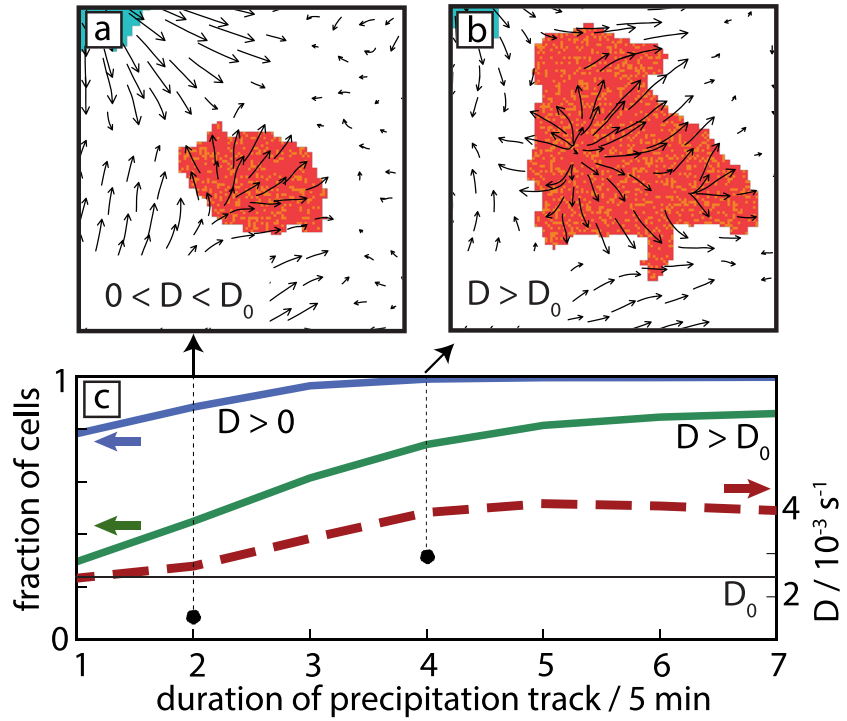 a
b
0 < D < D₀
D > D₀
1
c
D > 0
D > D₀
fraction of cells
4
D₀
2
D / 10⁻³ s⁻¹
0
1 2 3 4 5 6 7
duration of precipitation track / 5 min